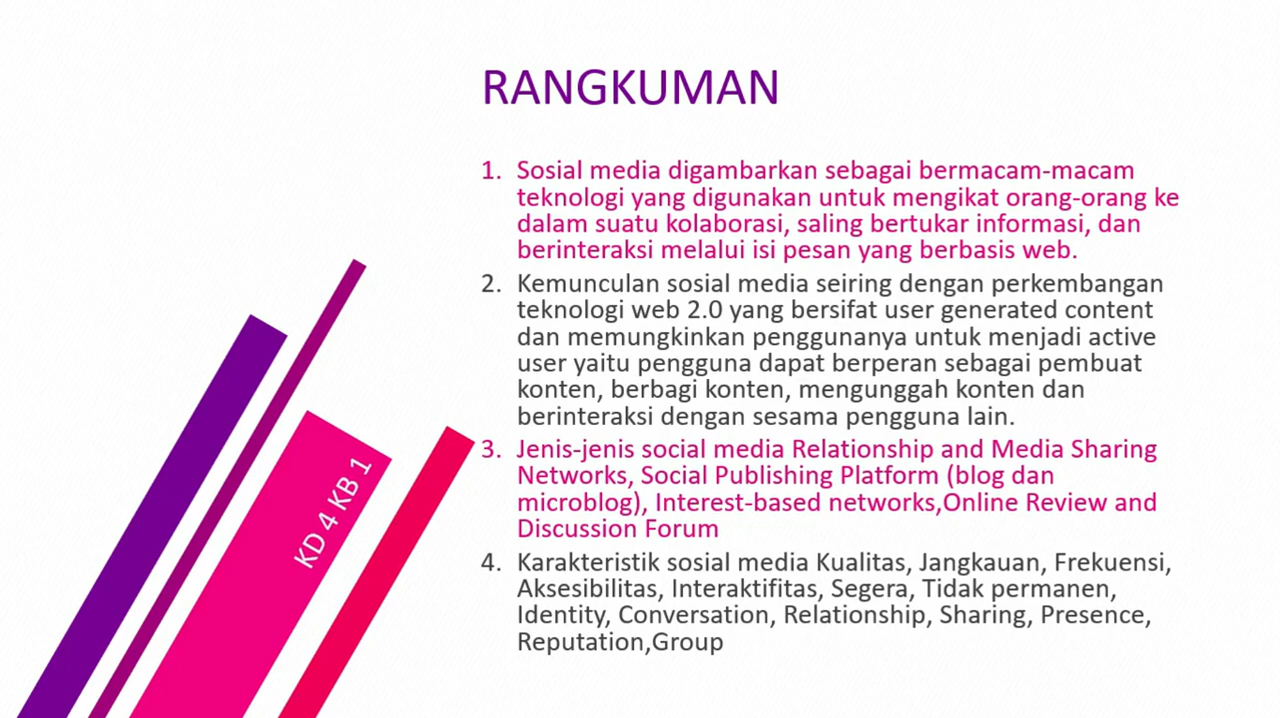 RANGKUMAN
1. Sosial media digambarkan sebagai bermacam-macam
teknologi yang digunakan untuk mengikat orang-orang ke
dalam suatu kolaborasi, saling bertukar informasi, dan
berinteraksi melalui isi pesan yang berbasis web.
2. Kemunculan sosial media seiring dengan perkembangan
teknologi web 2.0 yang bersifat user generated content
dan memungkinkan penggunanya untuk menjadi active
user yaitu pengguna dapat berperan sebagai pembuat
konten, berbagi konten, mengunggah konten dan
berinteraksi dengan sesama pengguna lain.
3. Jenis-jenis social media Relationship and Media Sharing
Networks, Social Publishing Platform (blog dan
microblog), Interest-based networks,Online Review and
Discussion Forum
4. Karakteristik sosial media Kualitas, Jangkauan, Frekuensi,
Aksesibilitas, Interaktifitas, Segera, Tidak permanen,
Identity, Conversation, Relationship, Sharing, Presence,
Reputation,Group
KD 4 KB 1